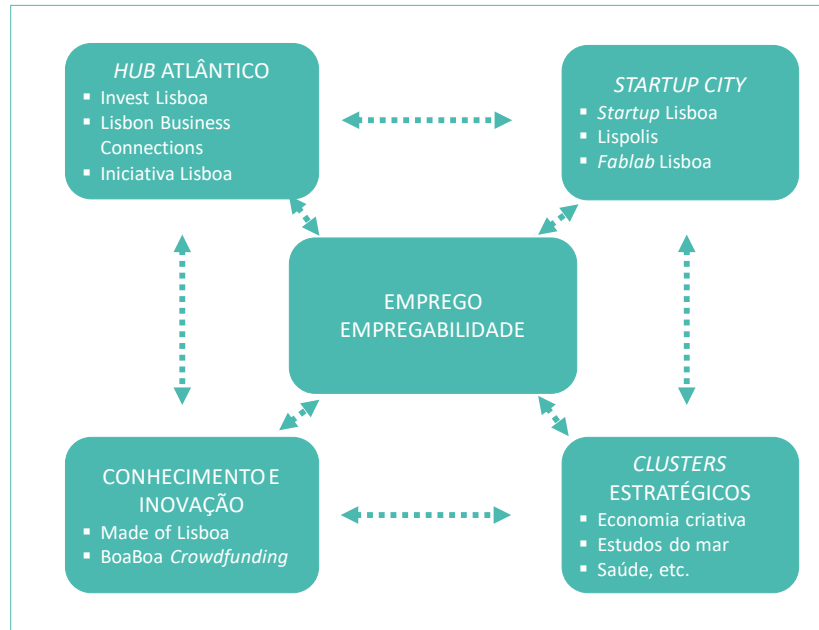 HUB ATLÂNTICO
▪ Invest Lisboa
▪ Lisbon Business
Connections
▪ Iniciativa Lisboa
STARTUP CITY
▪ Startup Lisboa
▪ Lispolis
▪ Fablab Lisboa
EMPREGO
EMPREGABILIDADE
CONHECIMENTO E
INOVAÇÃO
▪ Made of Lisboa
▪ BoaBoa Crowdfunding
CLUSTERS
ESTRATÉGICOS
▪ Economia criativa
▪ Estudos do mar
▪ Saúde, etc.